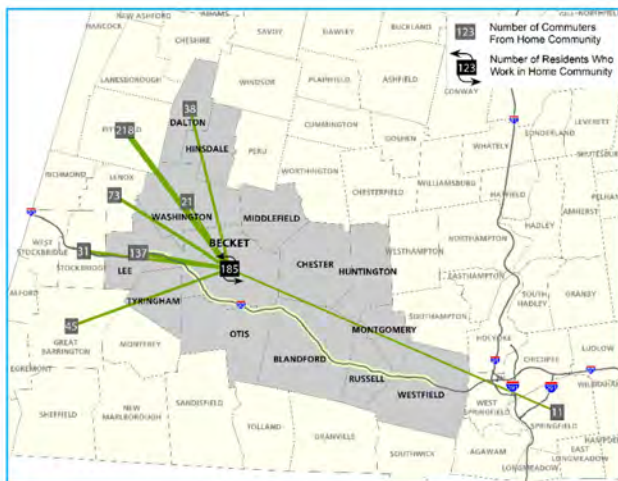 NEW ASHFORD
ADAMS
HANCOCK
CHESHIRE
SAVOY
HAWLEY
BUCKLAND
123
Number of Commuters
From Home Community
123
Number of Residents Who
Work in Home Community
LANESBOROUGH
WINDSOR
PLAINFIELD
ASHFIELD
CONWAY
38
DALTON
218
HINSDALE
PERU
CUMMINGTON
GOSHEN
WHATELY
SUNDERLAND
LEVERETT
SHUTESBURY
WORTHINGTON
RICHMOND
LENOX
73
21
WASHINGTON
MIDDLEFIELD
CHESTERFIELD
WILLIAMSBURG
HATFIELD
HADLEY
AMHERST
PELHAM
BECKET
185
WEST
STOCKBRIDGE
31
STOCKBRIDGE
137
LEE
CHESTER
HUNTINGTON
WESTHAMPTON
NORTHAMPTON
EASTHAMPTON
SOUTH
HADLEY
GRANBY
ALFORD
TYRINGHAM
45
GREAT
BARRINGTON
MONTEREY
OTIS
MONTGOMERY
SOUTHAMPTON
HOLYOKE
BLANDFORD
RUSSELL
WESTFIELD
CHICOPEE
LUDLOW
EGREMONT
SHEFFIELD
NEW
MARLBOROUGH
SANDISFIELD
TOLLAND
GRANVILLE
SOUTHWICK
WEST
SPRINGFIELD
11
SPRINGFIELD
AGAWAM
LONGMEADOW
EAST
LONGMEADOW
HAMPDEN